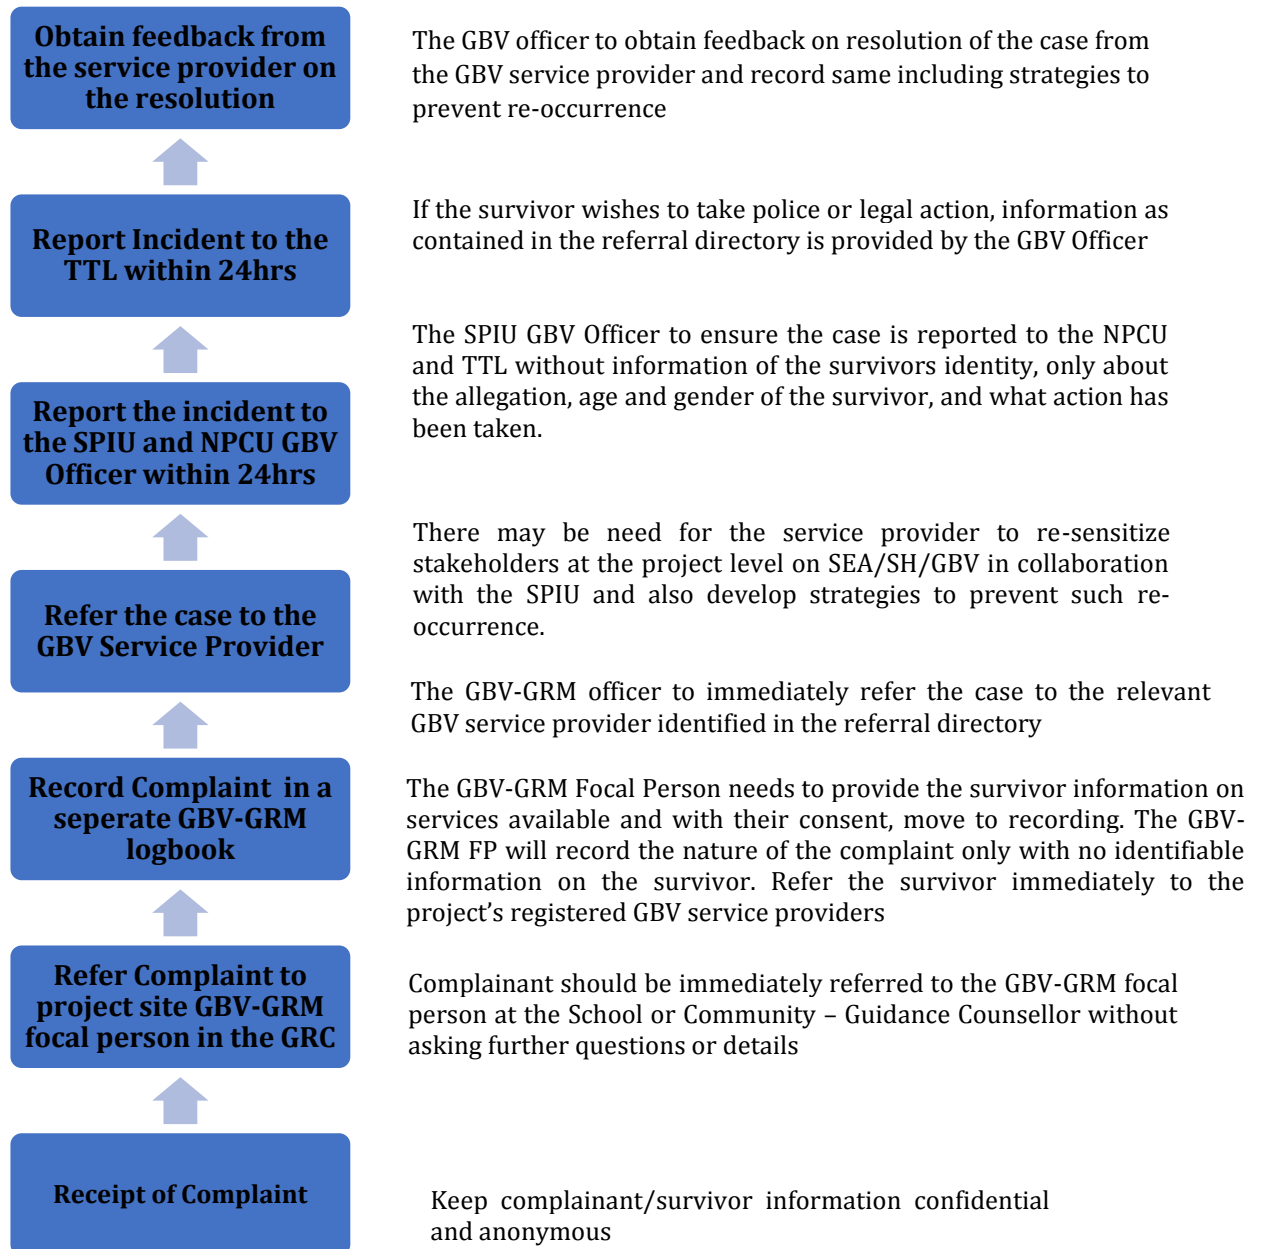 Obtain feedback from
the service provider on
the resolution
The GBV officer to obtain feedback on resolution of the case from
the GBV service provider and record same including strategies to
prevent re-occurrence
Report Incident to the
TTL within 24hrs
If the survivor wishes to take police or legal action, information as
contained in the referral directory is provided by the GBV Officer
Report the incident to
the SPIU and NPCU GBV
Officer within 24hrs
The SPIU GBV Officer to ensure the case is reported to the NPCU
and TTL without information of the survivors identity, only about
the allegation, age and gender of the survivor, and what action has
been taken.
Refer the case to the
GBV Service Provider
There may be need for the service provider to re-sensitize
stakeholders at the project level on SEA/SH/GBV in collaboration
with the SPIU and also develop strategies to prevent such re-
occurrence.
The GBV-GRM officer to immediately refer the case to the relevant
GBV service provider identified in the referral directory
Record Complaint in a
seperate GBV-GRM
logbook
The GBV-GRM Focal Person needs to provide the survivor information on
services available and with their consent, move to recording. The GBV-
GRM FP will record the nature of the complaint only with no identifiable
information on the survivor. Refer the survivor immediately to the
project’s registered GBV service providers
Refer Complaint to
project site GBV-GRM
focal person in the GRC
Complainant should be immediately referred to the GBV-GRM focal
person at the School or Community – Guidance Counsellor without
asking further questions or details
Receipt of Complaint
Keep complainant/survivor information confidential
and anonymous